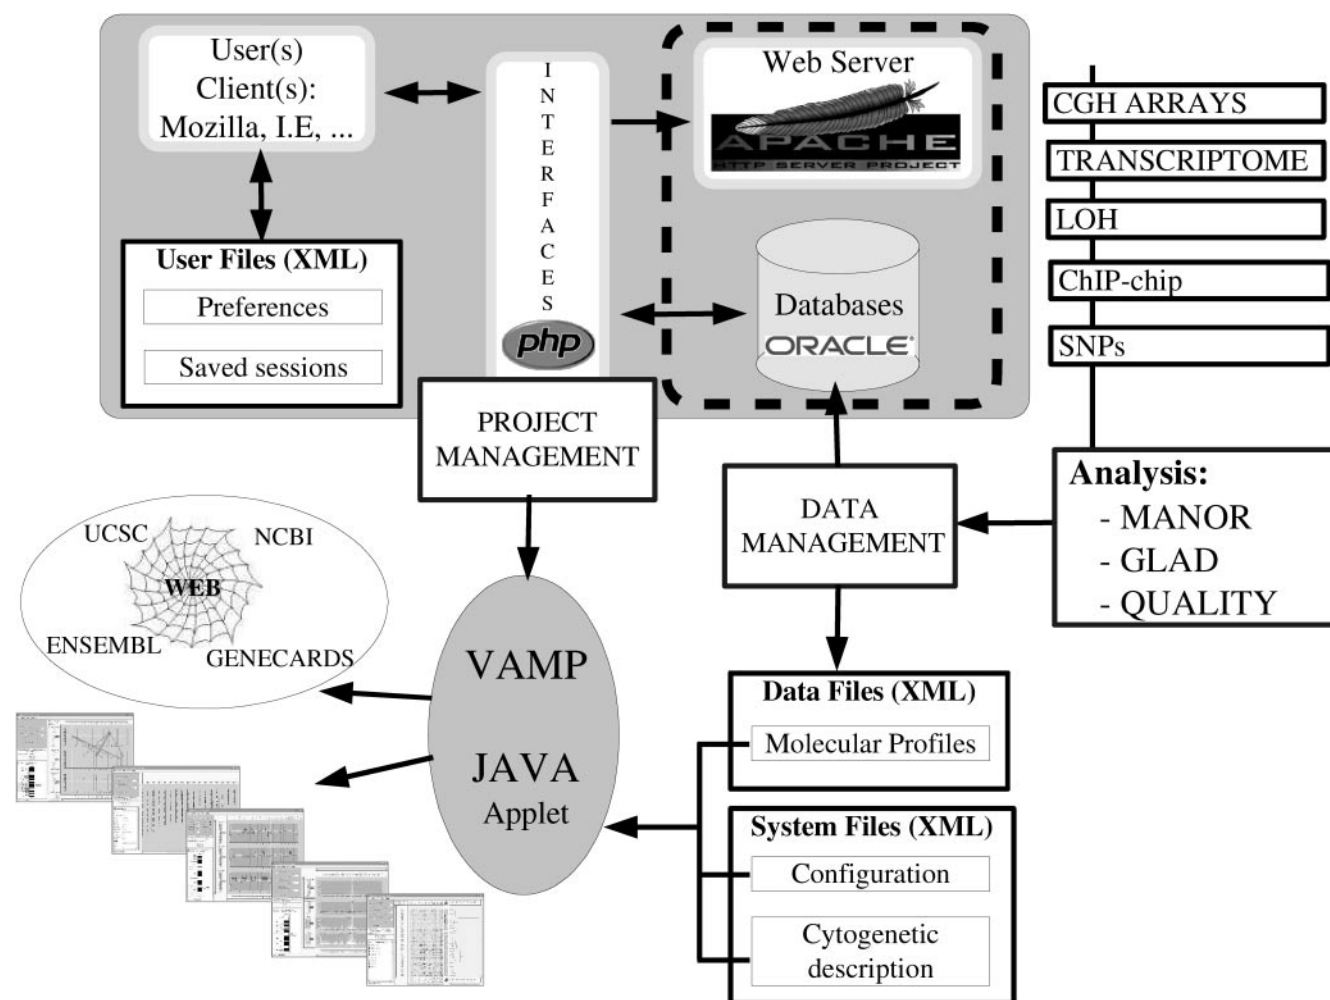 User(s)
Client(s):
Mozilla, I.E, ...
INTERFACES
php
Web Server
APACHE
HTTP SERVER PROJECT
Databases
ORACLE
User Files (XML)
Preferences
Saved sessions
CGH ARRAYS
TRANSCRIPTOME
LOH
ChIP-chip
SNPs
PROJECT
MANAGEMENT
DATA
MANAGEMENT
Analysis:
- MANOR
- GLAD
- QUALITY
UCSC
NCBI
WEB
ENSEMBL
GENECARDS
VAMP
JAVA
Applet
Data Files (XML)
Molecular Profiles
System Files (XML)
Configuration
Cytogenetic
description